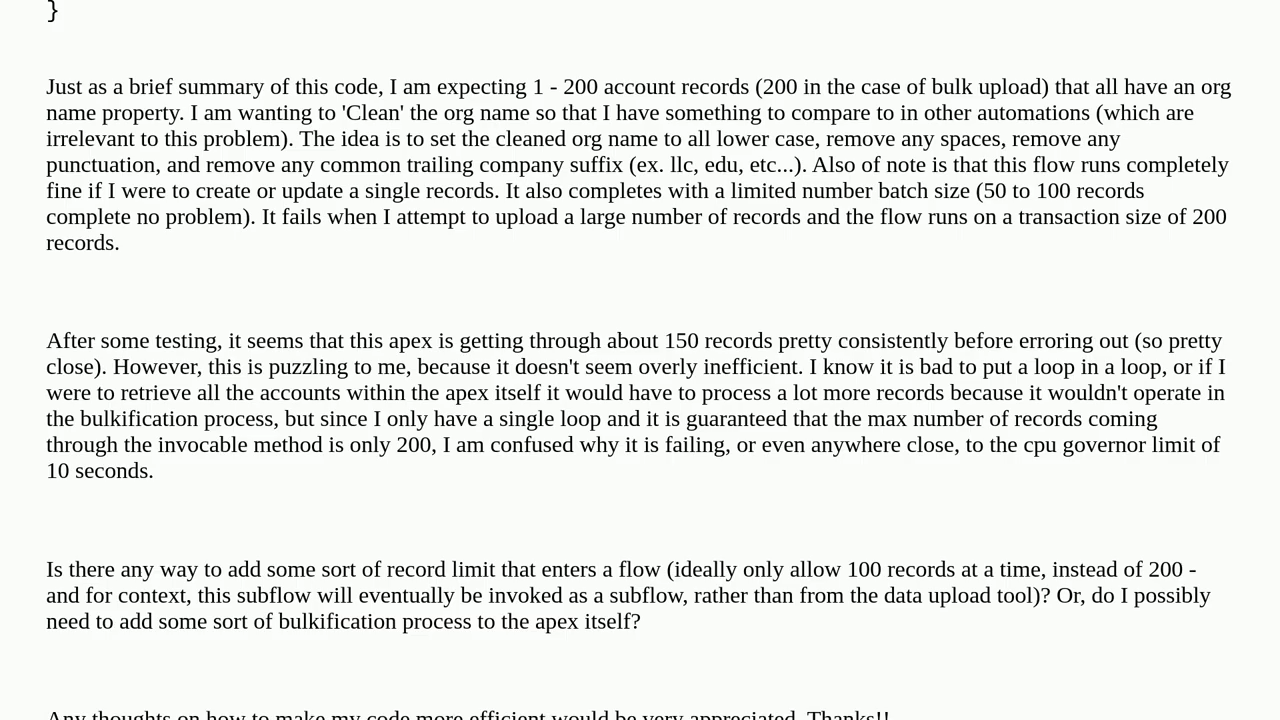 }
Just as a brief summary of this code, I am expecting 1 - 200 account records (200 in the case of bulk upload) that all have an org
name property. I am wanting to 'Clean' the org name so that I have something to compare to in other automations (which are
irrelevant to this problem). The idea is to set the cleaned org name to all lower case, remove any spaces, remove any
punctuation, and remove any common trailing company suffix (ex. llc, edu, etc...). Also of note is that this flow runs completely
fine if I were to create or update a single records. It also completes with a limited number batch size (50 to 100 records
complete no problem). It fails when I attempt to upload a large number of records and the flow runs on a transaction size of 200
records.
After some testing, it seems that this apex is getting through about 150 records pretty consistently before erroring out (so pretty
close). However, this is puzzling to me, because it doesn't seem overly inefficient. I know it is bad to put a loop in a loop, or if I
were to retrieve all the accounts within the apex itself it would have to process a lot more records because it wouldn't operate in
the bulkification process, but since I only have a single loop and it is guaranteed that the max number of records coming
through the invocable method is only 200, I am confused why it is failing, or even anywhere close, to the cpu governor limit of
10 seconds.
Is there any way to add some sort of record limit that enters a flow (ideally only allow 100 records at a time, instead of 200 -
and for context, this subflow will eventually be invoked as a subflow, rather than from the data upload tool)? Or, do I possibly
need to add some sort of bulkification process to the apex itself?
Any thoughts on how to make my code more efficient would be very appreciated. Thanks!!